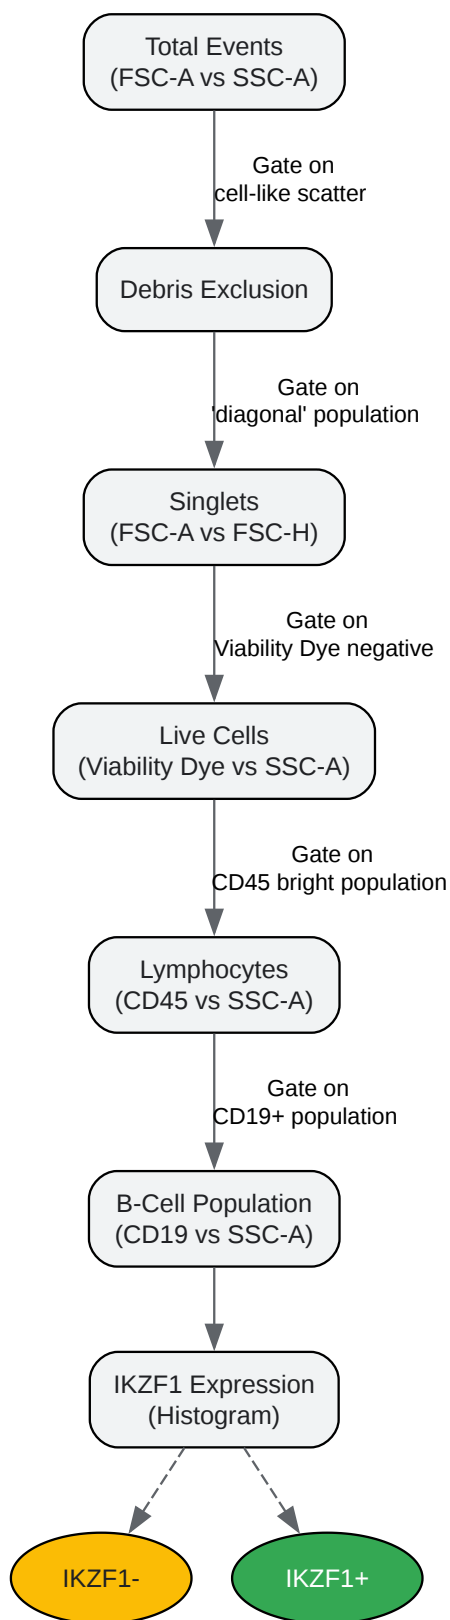 Total Events
(FSC-A vs SSC-A)
Gate on
cell-like scatter
Debris Exclusion
Gate on
'diagonal' population
Singlets
(FSC-A vs FSC-H)
Gate on
Viability Dye negative
Live Cells
(Viability Dye vs SSC-A)
Gate on
CD45 bright population
Lymphocytes
(CD45 vs SSC-A)
Gate on
CD19+ population
B-Cell Population
(CD19 vs SSC-A)
IKZF1 Expression
(Histogram)
IKZF1-
IKZF1+